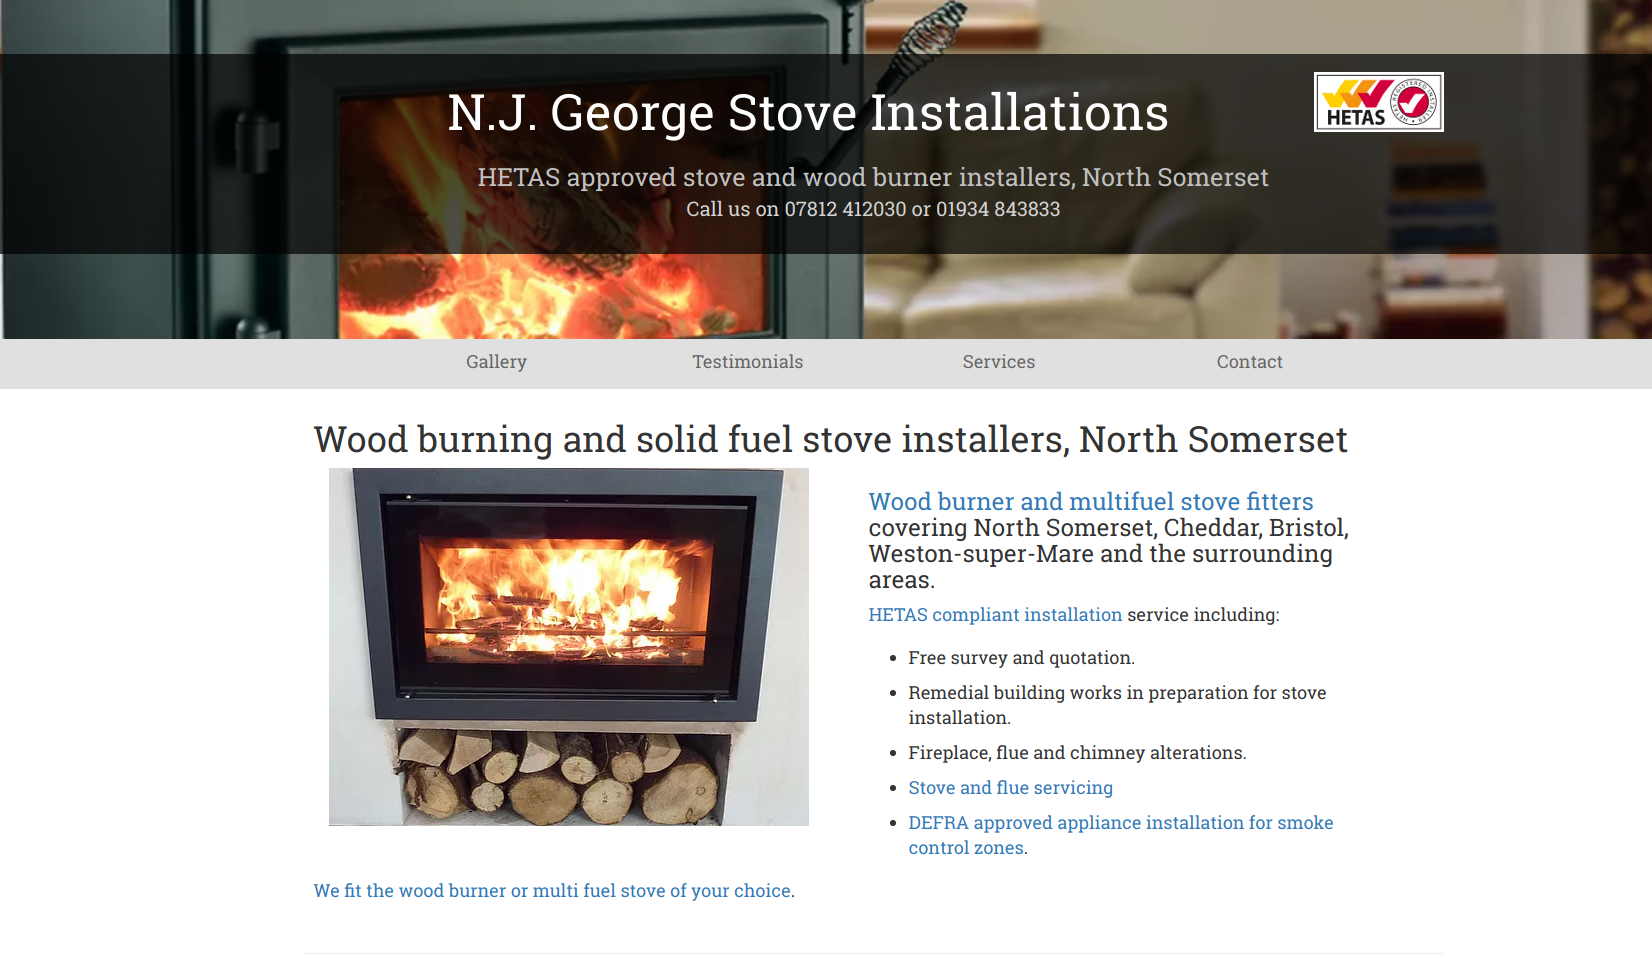 N.J. George Stove Installations
HETAS
HETAS approved stove and wood burner installers, North Somerset
Call us on 07812 412030 or 01934 843833
Gallery
Testimonials
Services
Contact
Wood burning and solid fuel stove installers, North Somerset
Wood burner and multifuel stove fitters
covering North Somerset, Cheddar, Bristol,
Weston-super-Mare and the surrounding
areas.
HETAS compliant installation service including:
Free survey and quotation.
Remedial building works in preparation for stove
installation.
Fireplace, flue and chimney alterations.
Stove and flue servicing
DEFRA approved appliance installation for smoke
control zones.
We fit the wood burner or multi fuel stove of your choice.